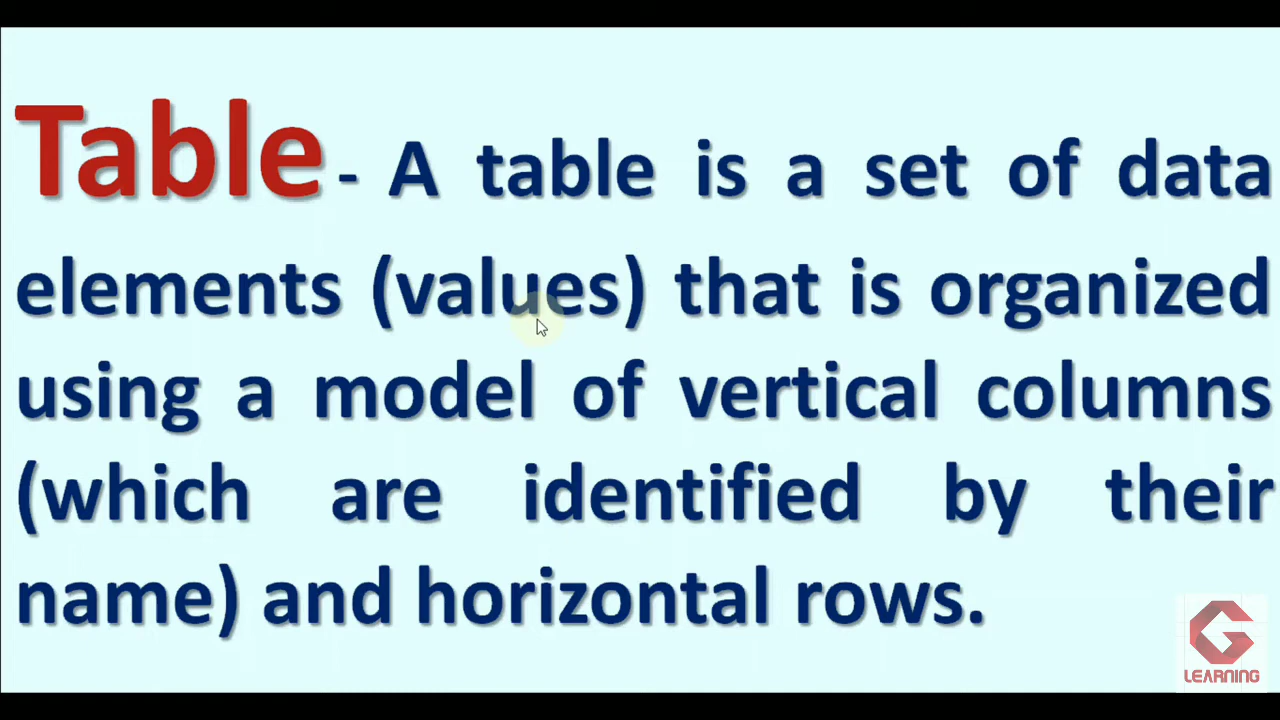 Table - A table is a set of data
elements (values) that is organized
using a model of vertical columns
(which are identified by their
name) and horizontal rows.
LEARNING